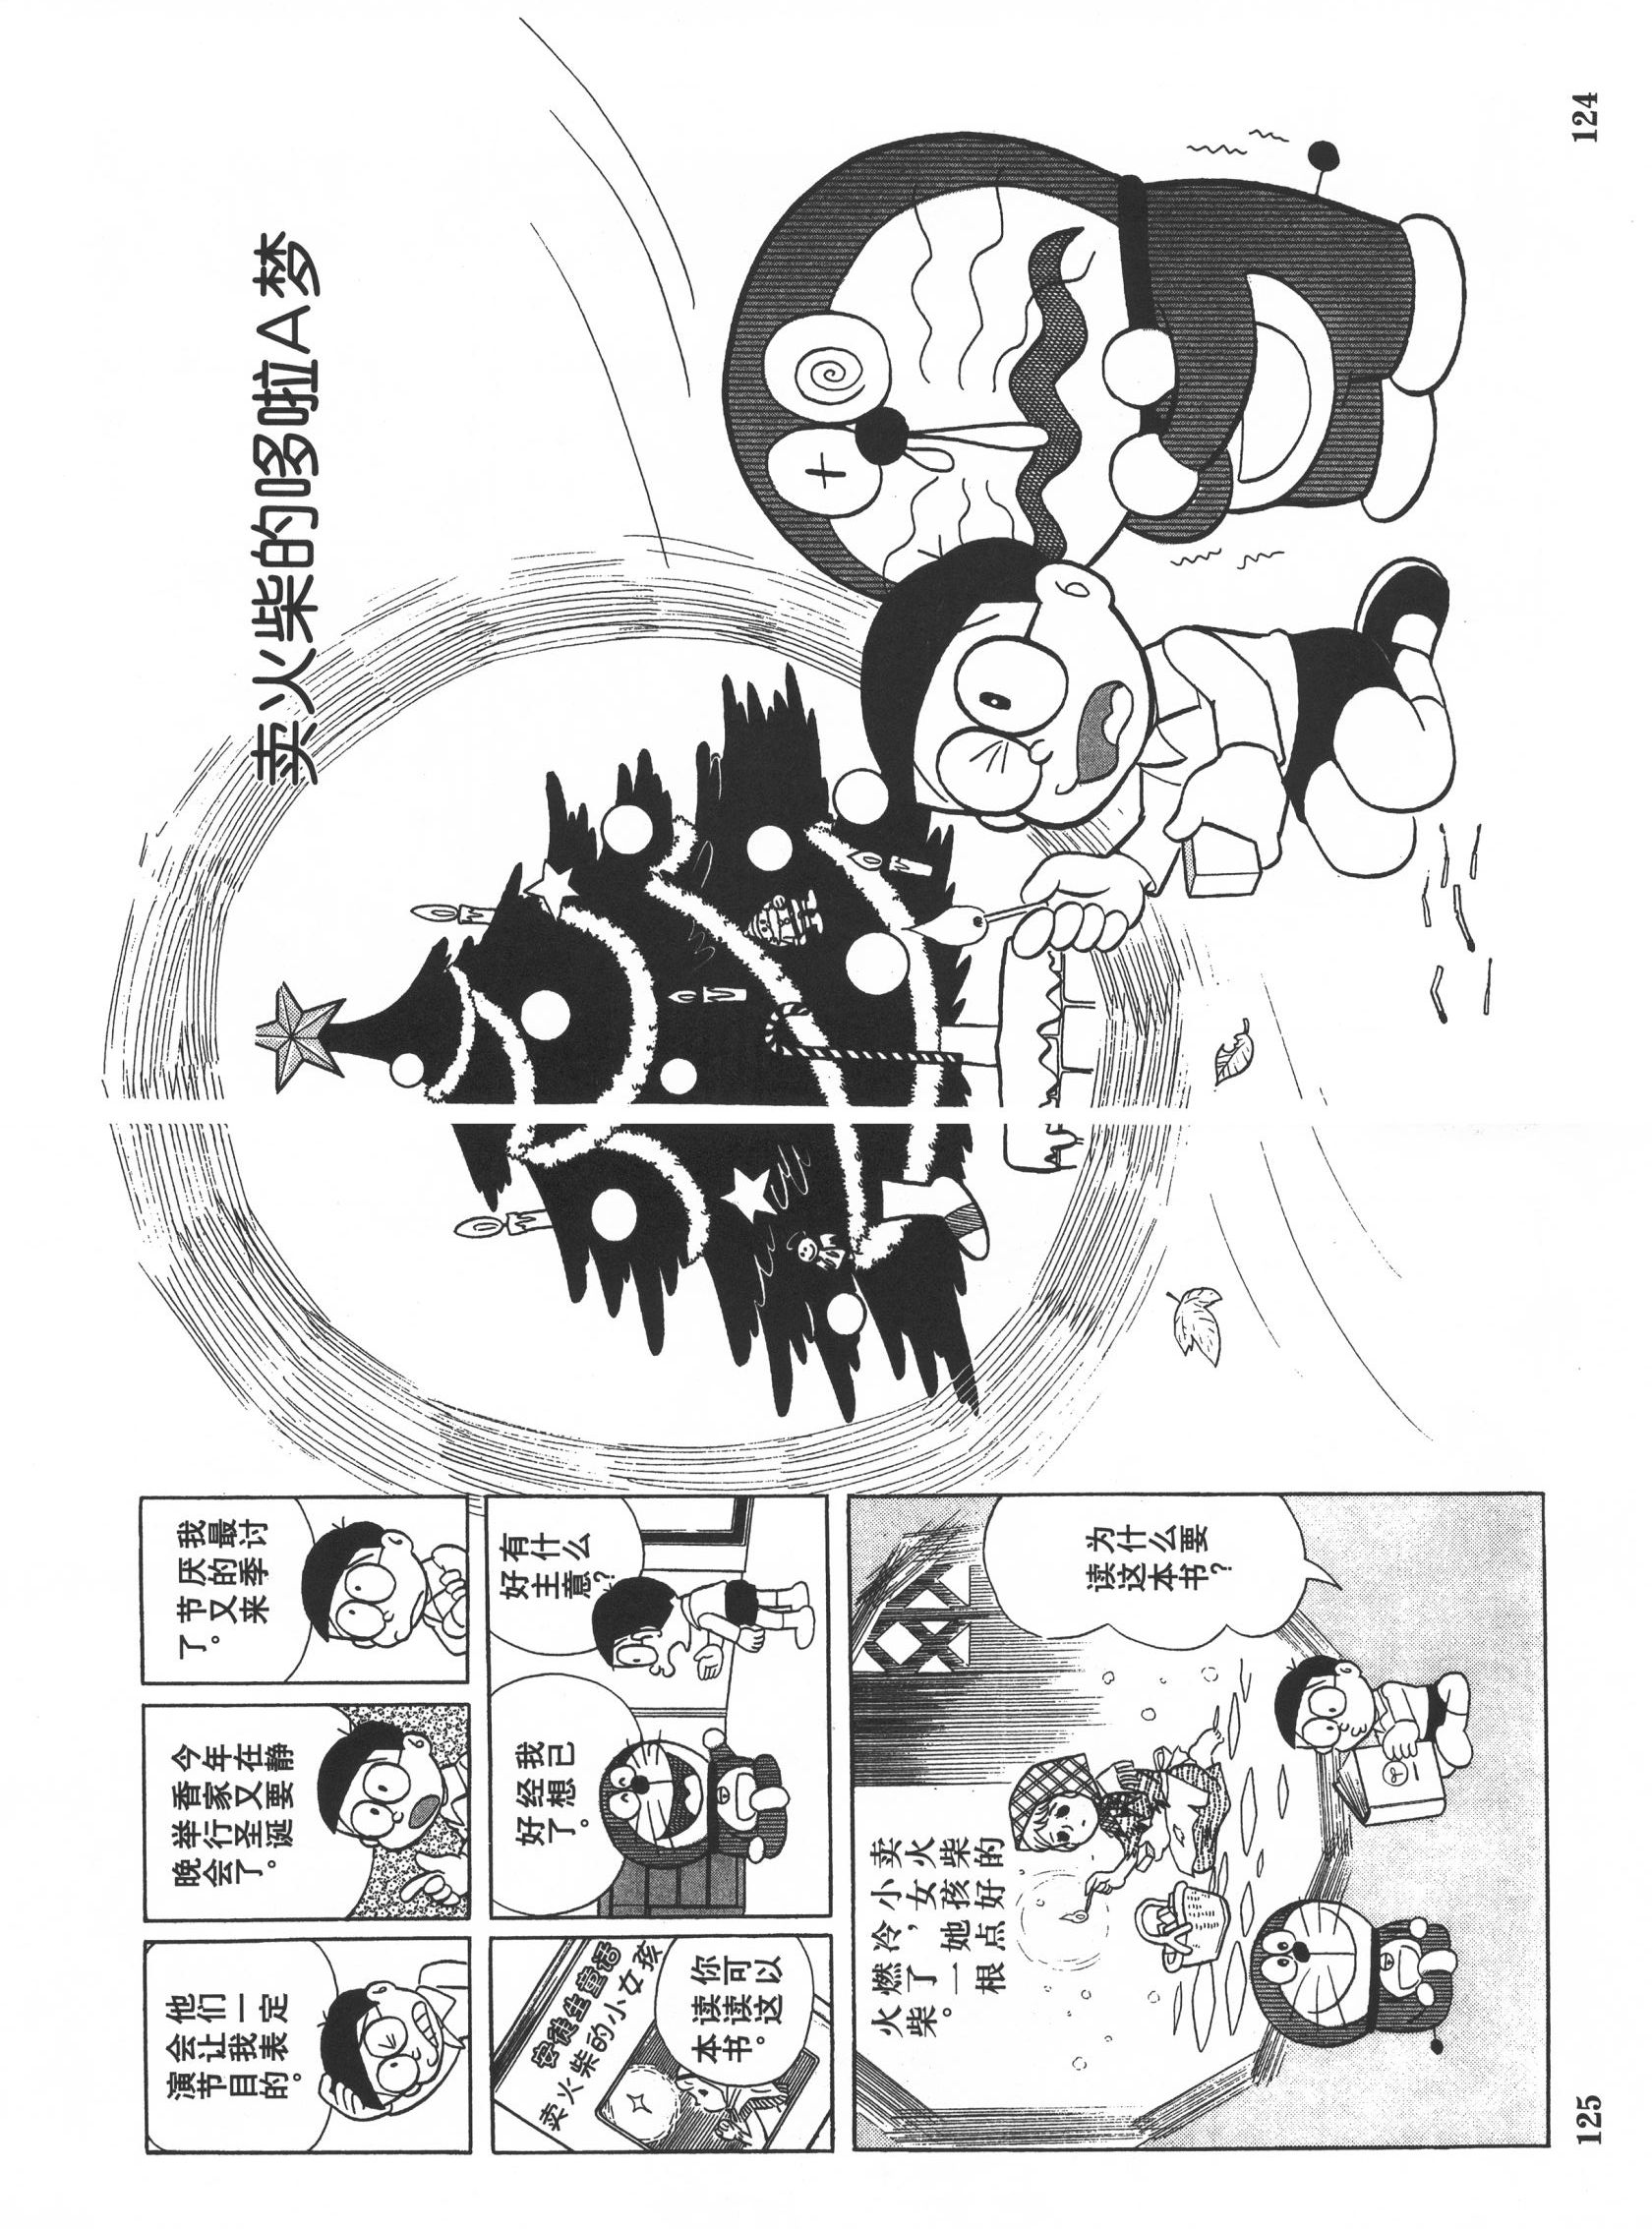 124
卖火柴的哆啦A梦
我最讨
厌的季
节又来
了。
今年在静
香家又要
举行圣诞
晚会了。
他们一定
会让我表
演节目的。
有什么
好主意?
我已
经想
好了。
安徒生童话
卖火柴的小女孩
你可以
读读这
本书。
为什么要
读这本书?
卖火柴的
小女孩好
冷，她点
燃了一根
火柴。
125